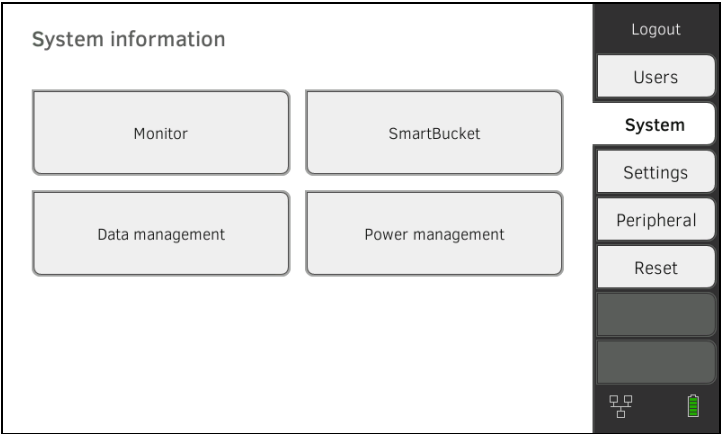 System information
Monitor
SmartBucket
Data management
Power management
Logout
Users
System
Settings
Peripheral
Reset